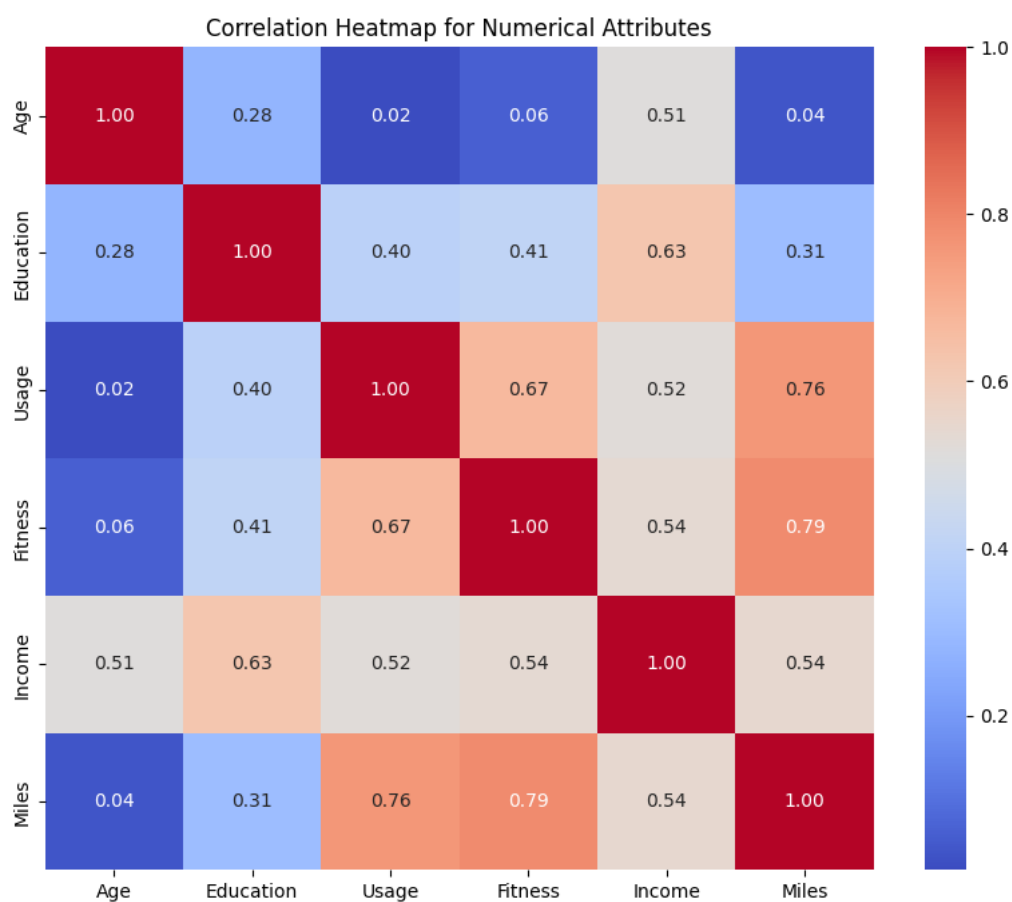 Correlation Heatmap for Numerical Attributes
Age 1.00 0.28 0.02 0.06 0.51 0.04
Education 0.28 1.00 0.40 0.41 0.63 0.31
Usage 0.02 0.40 1.00 0.67 0.52 0.76
Fitness 0.06 0.41 0.67 1.00 0.54 0.79
Income 0.51 0.63 0.52 0.54 1.00 0.54
Miles 0.04 0.31 0.76 0.79 0.54 1.00
Age Education Usage Fitness Income Miles
1.0
0.8
0.6
0.4
0.2